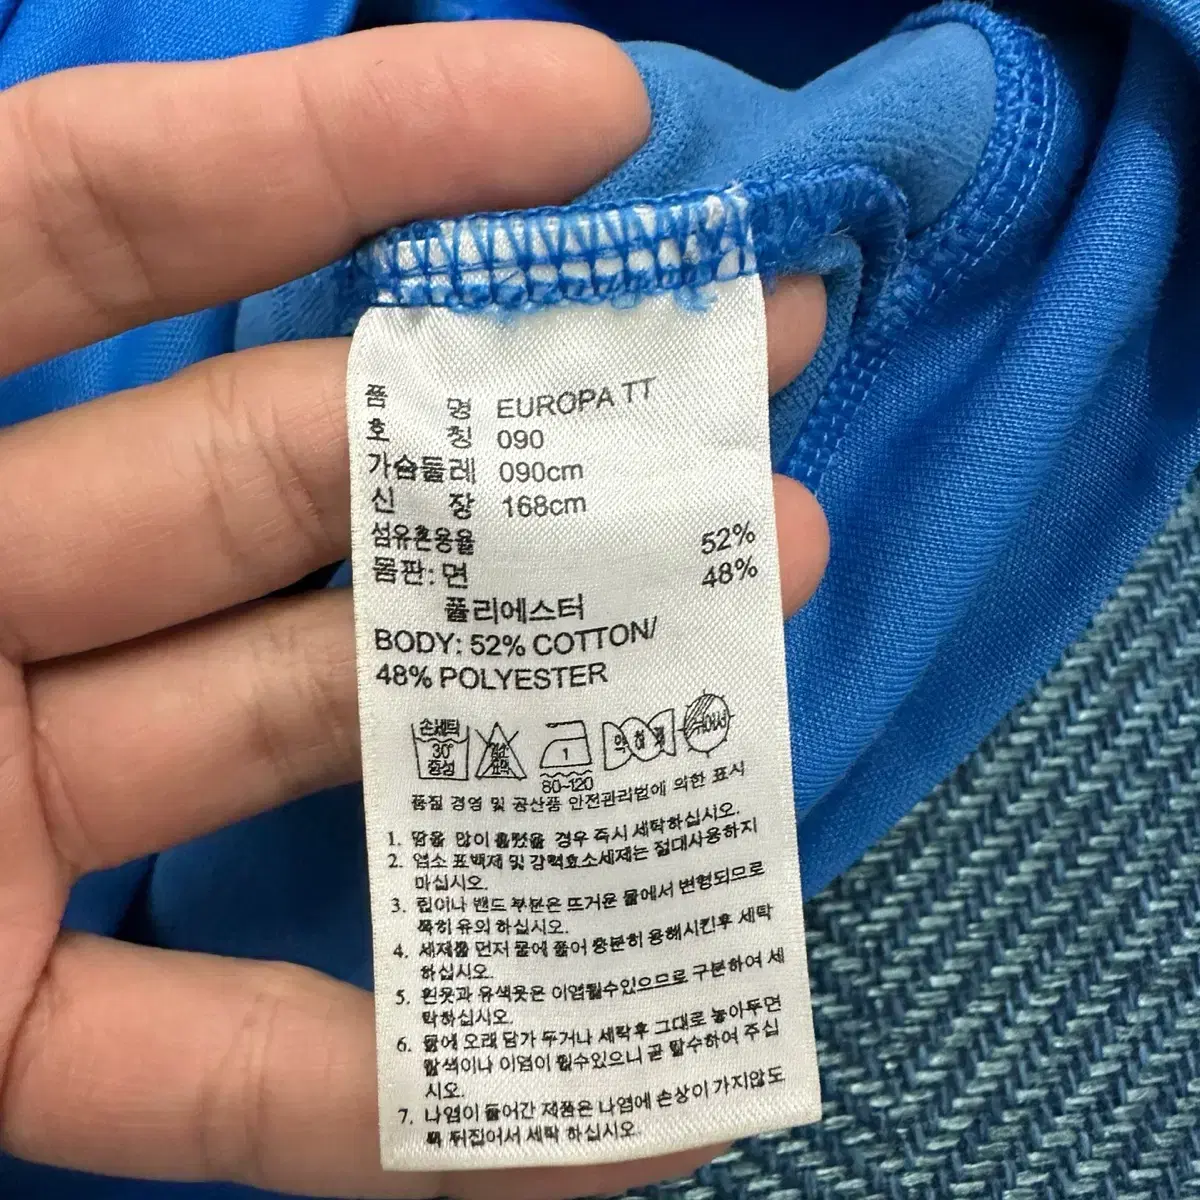 품 명 EUROPA TT
호 칭 090
가슴둘레 090cm
신 장 168cm
섬유혼용율
몸판: 면 52%
폴리에스터 48%
BODY: 52% COTTON/
48% POLYESTER
손세탁
30°
중성
염소
표백
1
80~120
약하게
품질 경영 및 공산품 안전관리법에 의한 표시
1. 땀을 많이 흘렸을 경우 즉시 세탁하십시오.
2. 염소 표백제 및 강력효소세제는 절대사용하지
마십시오.
3. 립이나 밴드 부분은 뜨거운 물에서 변형되므로
특히 유의 하십시오.
4. 세제를 먼저 물에 풀어 충분히 용해시킨후 세탁
하십시오.
5. 흰옷과 유색옷은 이염될수있으므로 구분하여 세
탁하십시오
6. 물에 오래 담가 두거나 세탁후 그대로 놓아두면
탈색이나 이염이 될수있으니 곧 탈수하여 주십
시오.
7. 나염이 들어간 제품은 나염에 손상이 가지않도
록 뒤집어서 세탁 하십시오.